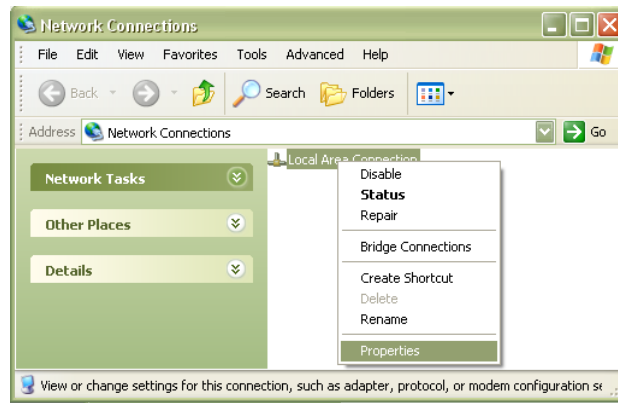 Network Connections
File Edit View Favorites Tools Advanced Help
Back Search Folders
Address Network Connections Go
Local Area Connection
Network Tasks
Other Places
Details
Disable
Status
Repair
Bridge Connections
Create Shortcut
Delete
Rename
Properties
View or change settings for this connection, such as adapter, protocol, or modem configuration se